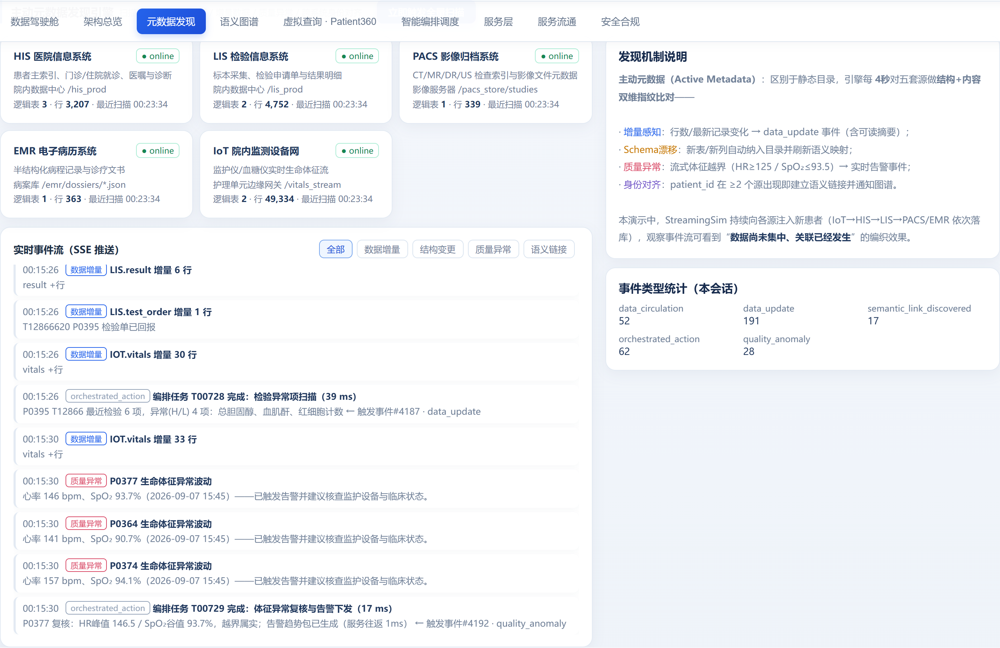 主动元数据发现引擎
立即触发全量扫描
数据驾驶舱 架构总览 元数据发现 语义图谱 虚拟查询 · Patient360 智能编排调度 服务层 服务流通 安全合规
HIS 医院信息系统 ● online
患者主索引、门诊/住院就诊、医嘱与诊断
院内数据中心 /his_prod
逻辑表 3 · 行 3,207 · 最近扫描 00:23:34
LIS 检验信息系统 ● online
标本采集、检验申请单与结果明细
院内数据中心 /lis_prod
逻辑表 2 · 行 4,752 · 最近扫描 00:23:34
PACS 影像归档系统 ● online
CT/MR/DR/US 检查索引与影像文件元数据
影像服务器 /pacs_store/studies
逻辑表 1 · 行 339 · 最近扫描 00:23:34
EMR 电子病历系统 ● online
半结构化病程记录与诊疗文书
病案库 /emr/dossiers/*.json
逻辑表 1 · 行 363 · 最近扫描 00:23:34
IoT 院内监测设备网 ● online
监护仪/血糖仪实时生命体征流
护理单元边缘网关 /vitals_stream
逻辑表 2 · 行 49,334 · 最近扫描 00:23:34
实时事件流（SSE 推送） 全部 数据增量 结构变更 质量异常 语义链接
00:15:26 数据增量 LIS.result 增量 6 行
result +行
00:15:26 数据增量 LIS.test_order 增量 1 行
T12866620 P0395 检验单已回报
00:15:26 数据增量 IOT.vitals 增量 30 行
vitals +行
00:15:26 orchestrated_action 编排任务 T00728 完成：检验异常项扫描（39 ms）
P0395 T12866 最近检验 6 项，异常(H/L) 4 项：总胆固醇、血肌酐、红细胞计数 ← 触发事件#4187 · data_update
00:15:30 数据增量 IOT.vitals 增量 33 行
vitals +行
00:15:30 质量异常 P0377 生命体征异常波动
心率 146 bpm、SpO₂ 93.7%（2026-09-07 15:45）——已触发告警并建议核查监护设备与临床状态。
00:15:30 质量异常 P0364 生命体征异常波动
心率 141 bpm、SpO₂ 90.7%（2026-09-07 15:45）——已触发告警并建议核查监护设备与临床状态。
00:15:30 质量异常 P0374 生命体征异常波动
心率 157 bpm、SpO₂ 94.1%（2026-09-07 15:45）——已触发告警并建议核查监护设备与临床状态。
00:15:30 orchestrated_action 编排任务 T00729 完成：体征异常复核与告警下发（17 ms）
P0377 复核：HR峰值 146.5 / SpO₂谷值 93.7%，越界属实；告警趋势包已生成（服务往返 1ms） ← 触发事件#4192 · quality_anomaly
发现机制说明
主动元数据（Active Metadata）：区别于静态目录，引擎每 4秒对五套源做结构+内容
双维指纹比对——
· 增量感知：行数/最新记录变化 → data_update 事件（含可读摘要）；
· Schema漂移：新表/新列自动纳入目录并刷新语义映射；
· 质量异常：流式体征越界（HR≥125 / SpO₂≤93.5）→ 实时告警事件；
· 身份对齐：patient_id 在 ≥2 个源出现即建立语义链接并通知图谱。
本演示中，StreamingSim 持续向各源注入新患者（IoT→HIS→LIS→PACS/EMR 依次落
库），观察事件流可看到“数据尚未集中、关联已经发生”的编织效果。
事件类型统计（本会话）
data_circulation data_update semantic_link_discovered
52 191 17
orchestrated_action quality_anomaly
62 28